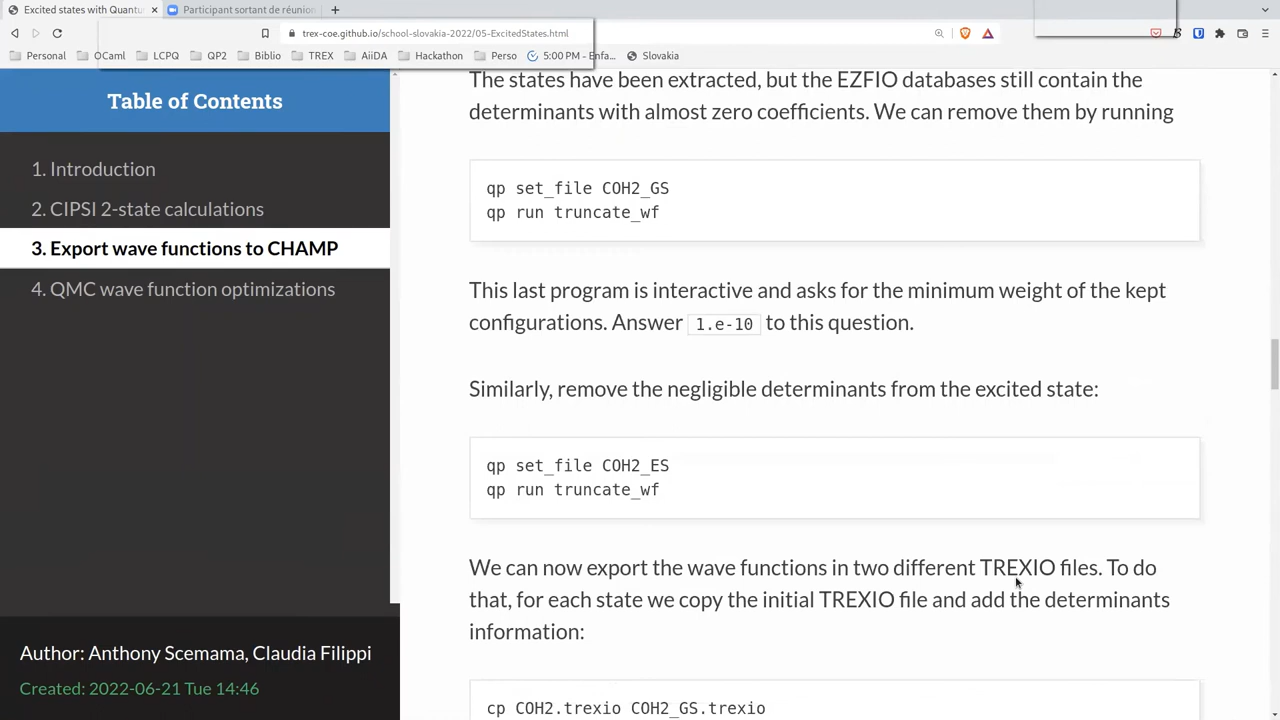 Excited states with Quantu
Participant sortant de réunion
trex-coe.github.io/school-slovakia-2022/05-ExcitedStates.html
Personal
OCaml
LCPQ
QP2
Biblio
TREX
AiiDA
Hackathon
Perso
5:00 PM - Enfa...
Slovakia
Table of Contents
1. Introduction
2. CIPSI 2-state calculations
3. Export wave functions to CHAMP
4. QMC wave function optimizations
Author: Anthony Scemama, Claudia Filippi
Created: 2022-06-21 Tue 14:46
The states have been extracted, but the EZFIO databases still contain the
determinants with almost zero coefficients. We can remove them by running
qp set_file COH2_GS
qp run truncate_wf
This last program is interactive and asks for the minimum weight of the kept
configurations. Answer 1.e-10 to this question.
Similarly, remove the negligible determinants from the excited state:
qp set_file COH2_ES
qp run truncate_wf
We can now export the wave functions in two different TREXIO files. To do
that, for each state we copy the initial TREXIO file and add the determinants
information:
cp COH2.trexio COH2_GS.trexio